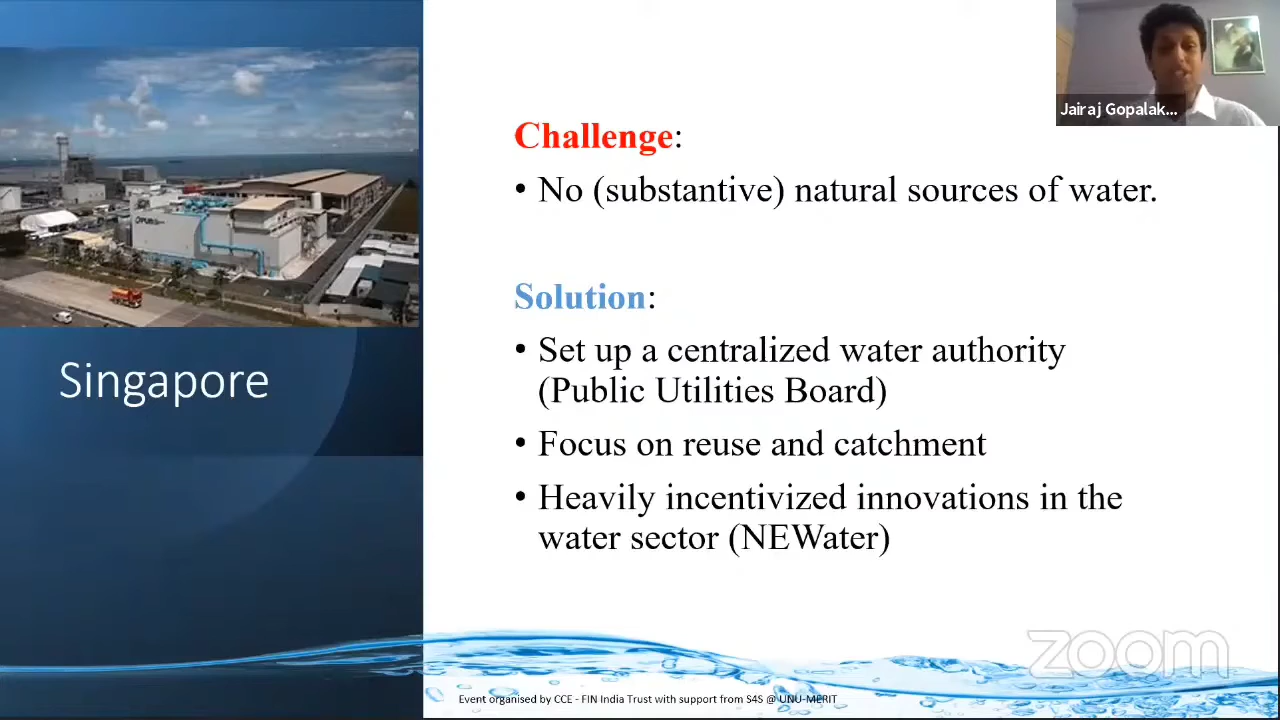 Jairaj Gopalak...
Challenge:
• No (substantive) natural sources of water.
Solution:
• Set up a centralized water authority
(Public Utilities Board)
• Focus on reuse and catchment
• Heavily incentivized innovations in the
water sector (NEWater)
Singapore
zoom
Event organised by CCE - FIN India Trust with support from S4S @ UNU-MERIT